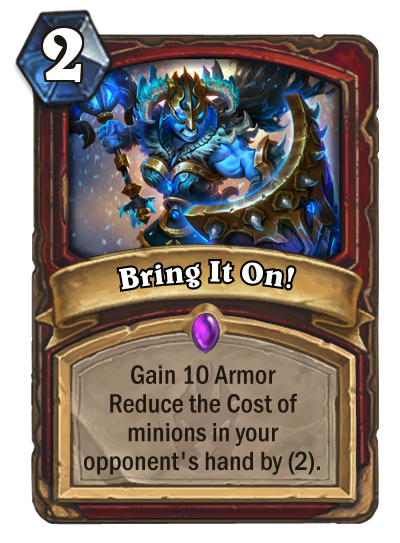 2
Bring It On!
Gain 10 Armor
Reduce the Cost of
minions in your
opponent's hand by (2).